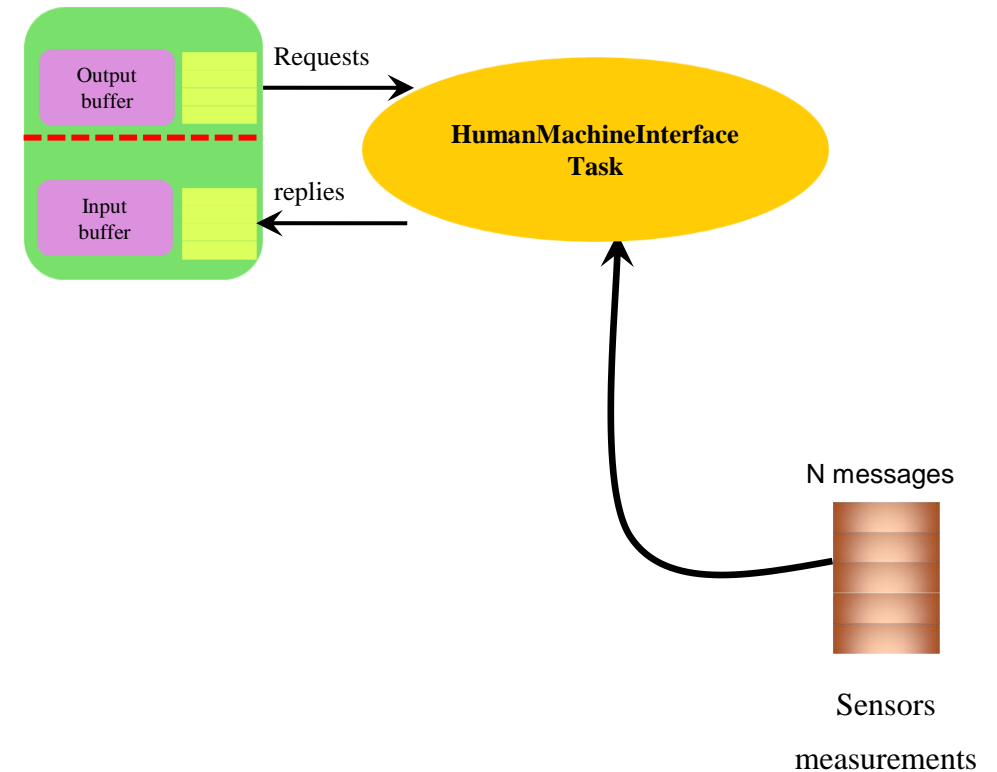 Output
buffer
Requests
HumanMachineInterface
Task
replies
Input
buffer
N messages
Sensors
measurements